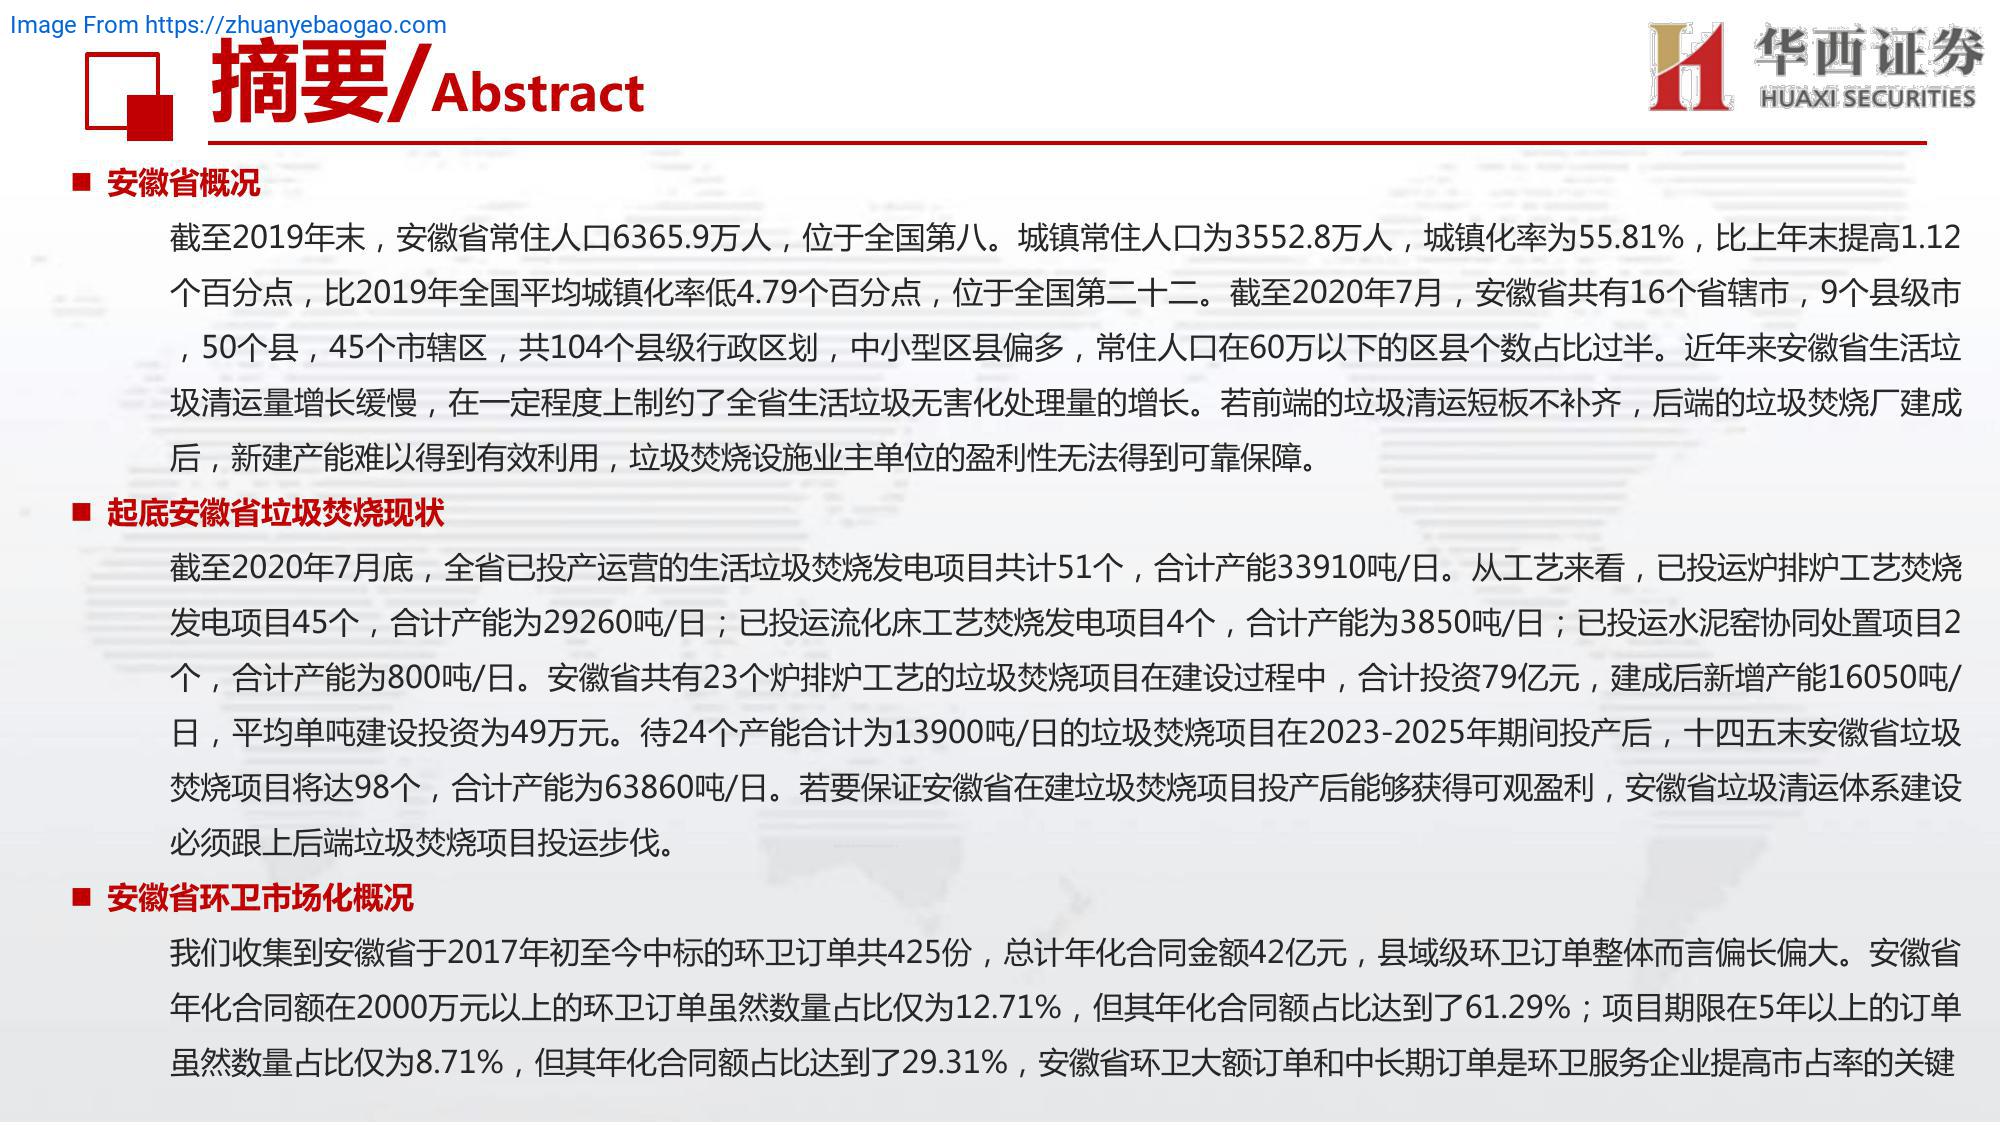 Image From https://zhuanyebaogao.com
摘要/Abstract
华西证券
HUAXI SECURITIES
■ 安徽省概况
截至2019年末，安徽省常住人口6365.9万人，位于全国第八。城镇常住人口为3552.8万人，城镇化率为55.81%，比上年末提高1.12
个百分点，比2019年全国平均城镇化率低4.79个百分点，位于全国第二十二。截至2020年7月，安徽省共有16个省辖市，9个县级市
，50个县，45个市辖区，共104个县级行政区划，中小型区县偏多，常住人口在60万以下的区县个数占比过半。近年来安徽省生活垃
圾清运量增长缓慢，在一定程度上制约了全省生活垃圾无害化处理量的增长。若前端的垃圾清运短板不补齐，后端的垃圾焚烧厂建成
后，新建产能难以得到有效利用，垃圾焚烧设施业主单位的盈利性无法得到可靠保障。
■ 起底安徽省垃圾焚烧现状
截至2020年7月底，全省已投产运营的生活垃圾焚烧发电项目共计51个，合计产能33910吨/日。从工艺来看，已投运炉排炉工艺焚烧
发电项目45个，合计产能为29260吨/日；已投运流化床工艺焚烧发电项目4个，合计产能为3850吨/日；已投运水泥窑协同处置项目2
个，合计产能为800吨/日。安徽省共有23个炉排炉工艺的垃圾焚烧项目在建设过程中，合计投资79亿元，建成后新增产能16050吨/
日，平均单吨建设投资为49万元。待24个产能合计为13900吨/日的垃圾焚烧项目在2023-2025年期间投产后，十四五末安徽省垃圾
焚烧项目将达98个，合计产能为63860吨/日。若要保证安徽省在建垃圾焚烧项目投产后能够获得可观盈利，安徽省垃圾清运体系建设
必须跟上后端垃圾焚烧项目投运步伐。
■ 安徽省环卫市场化概况
我们收集到安徽省于2017年初至今中标的环卫订单共425份，总计年化合同金额42亿元，县域级环卫订单整体而言偏长偏大。安徽省
年化合同额在2000万元以上的环卫订单虽然数量占比仅为12.71%，但其年化合同额占比达到了61.29%；项目期限在5年以上的订单
虽然数量占比仅为8.71%，但其年化合同额占比达到了29.31%，安徽省环卫大额订单和中长期订单是环卫服务企业提高市占率的关键